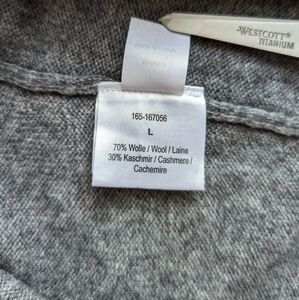 WESTCOTT®
TITANIUM
165-167056
L
70% Wolle / Wool / Laine
30% Kaschmir / Cashmere /
Cachemire